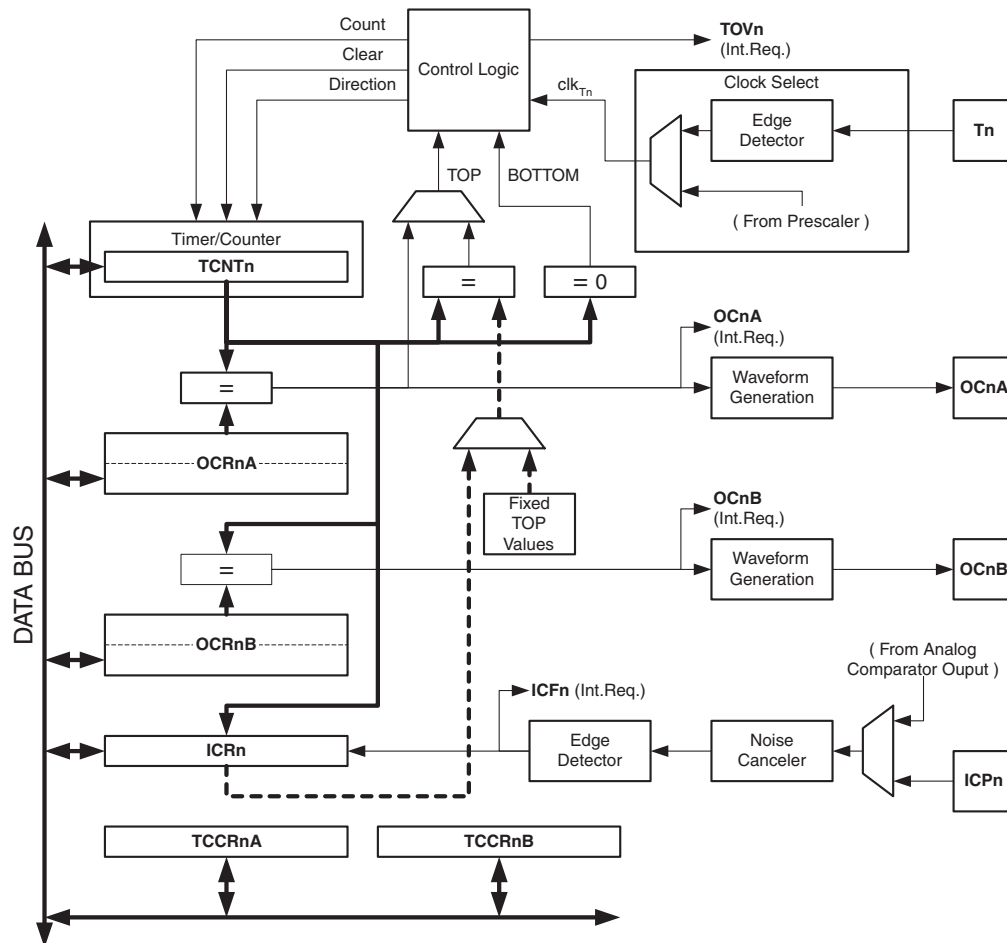 Count
Clear
Direction
Control Logic
TOVn
(Int.Req.)
clkTn
Clock Select
Edge
Detector
Tn
( From Prescaler )
TOP
BOTTOM
Timer/Counter
TCNTn
=
= 0
OCnA
(Int.Req.)
=
Waveform
Generation
OCnA
OCRnA
Fixed
TOP
Values
OCnB
(Int.Req.)
=
Waveform
Generation
OCnB
DATA BUS
OCRnB
( From Analog
Comparator Ouput )
ICFn (Int.Req.)
ICRn
Edge
Detector
Noise
Canceler
ICPn
TCCRnA
TCCRnB